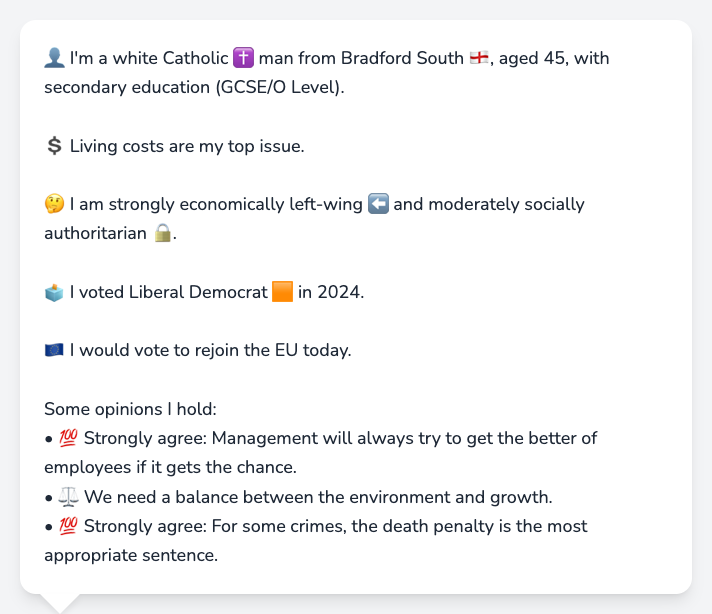 👤 I'm a white Catholic ✝️ man from Bradford South 🏴󠁧󠁢󠁥󠁮󠁧󠁿, aged 45, with
secondary education (GCSE/O Level).
💲 Living costs are my top issue.
🤔 I am strongly economically left-wing ⬅️ and moderately socially
authoritarian 🔒.
🗳️ I voted Liberal Democrat 🟧 in 2024.
🇪🇺 I would vote to rejoin the EU today.
Some opinions I hold:
• 💯 Strongly agree: Management will always try to get the better of
employees if it gets the chance.
• ⚖️ We need a balance between the environment and growth.
• 💯 Strongly agree: For some crimes, the death penalty is the most
appropriate sentence.